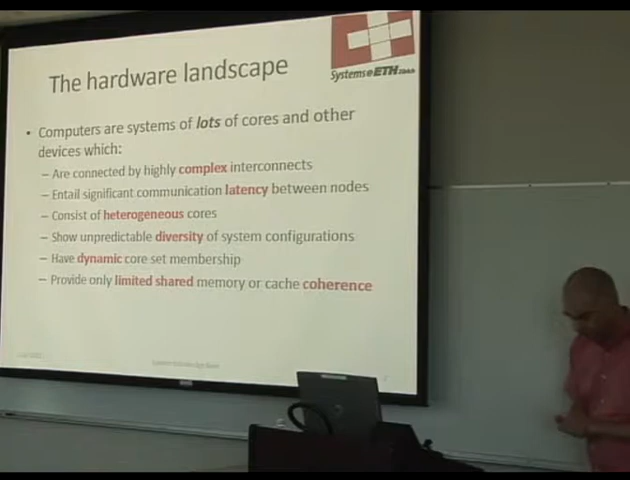 The hardware landscape
Systems@ETH Zürich
• Computers are systems of lots of cores and other
devices which:
– Are connected by highly complex interconnects
– Entail significant communication latency between nodes
– Consist of heterogeneous cores
– Show unpredictable diversity of system configurations
– Have dynamic core set membership
– Provide only limited shared memory or cache coherence